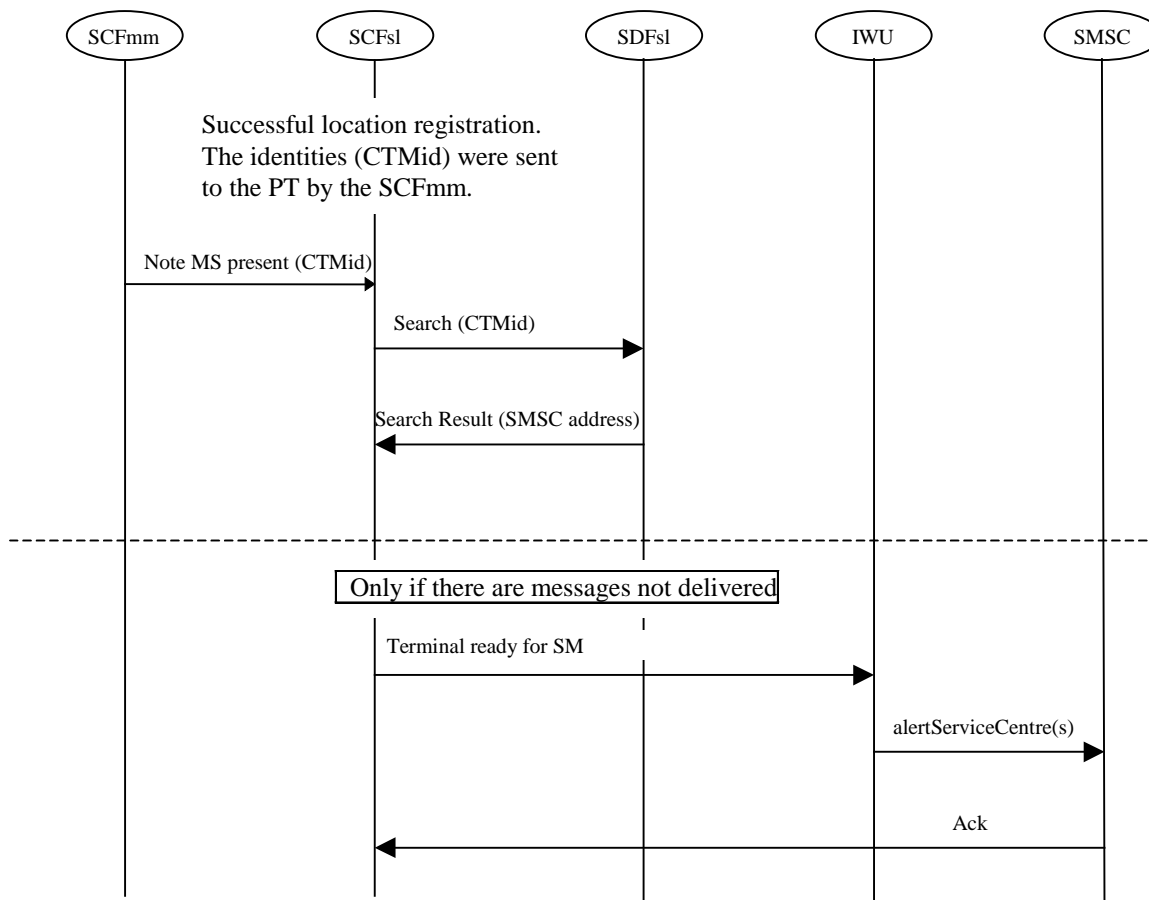 SCFmm
SCFsl
SDFsl
IWU
SMSC
Successful location registration.
The identities (CTMid) were sent
to the PT by the SCFmm.
Note MS present (CTMid)
Search (CTMid)
Search Result (SMSC address)
Only if there are messages not delivered
Terminal ready for SM
alertServiceCentre(s)
Ack